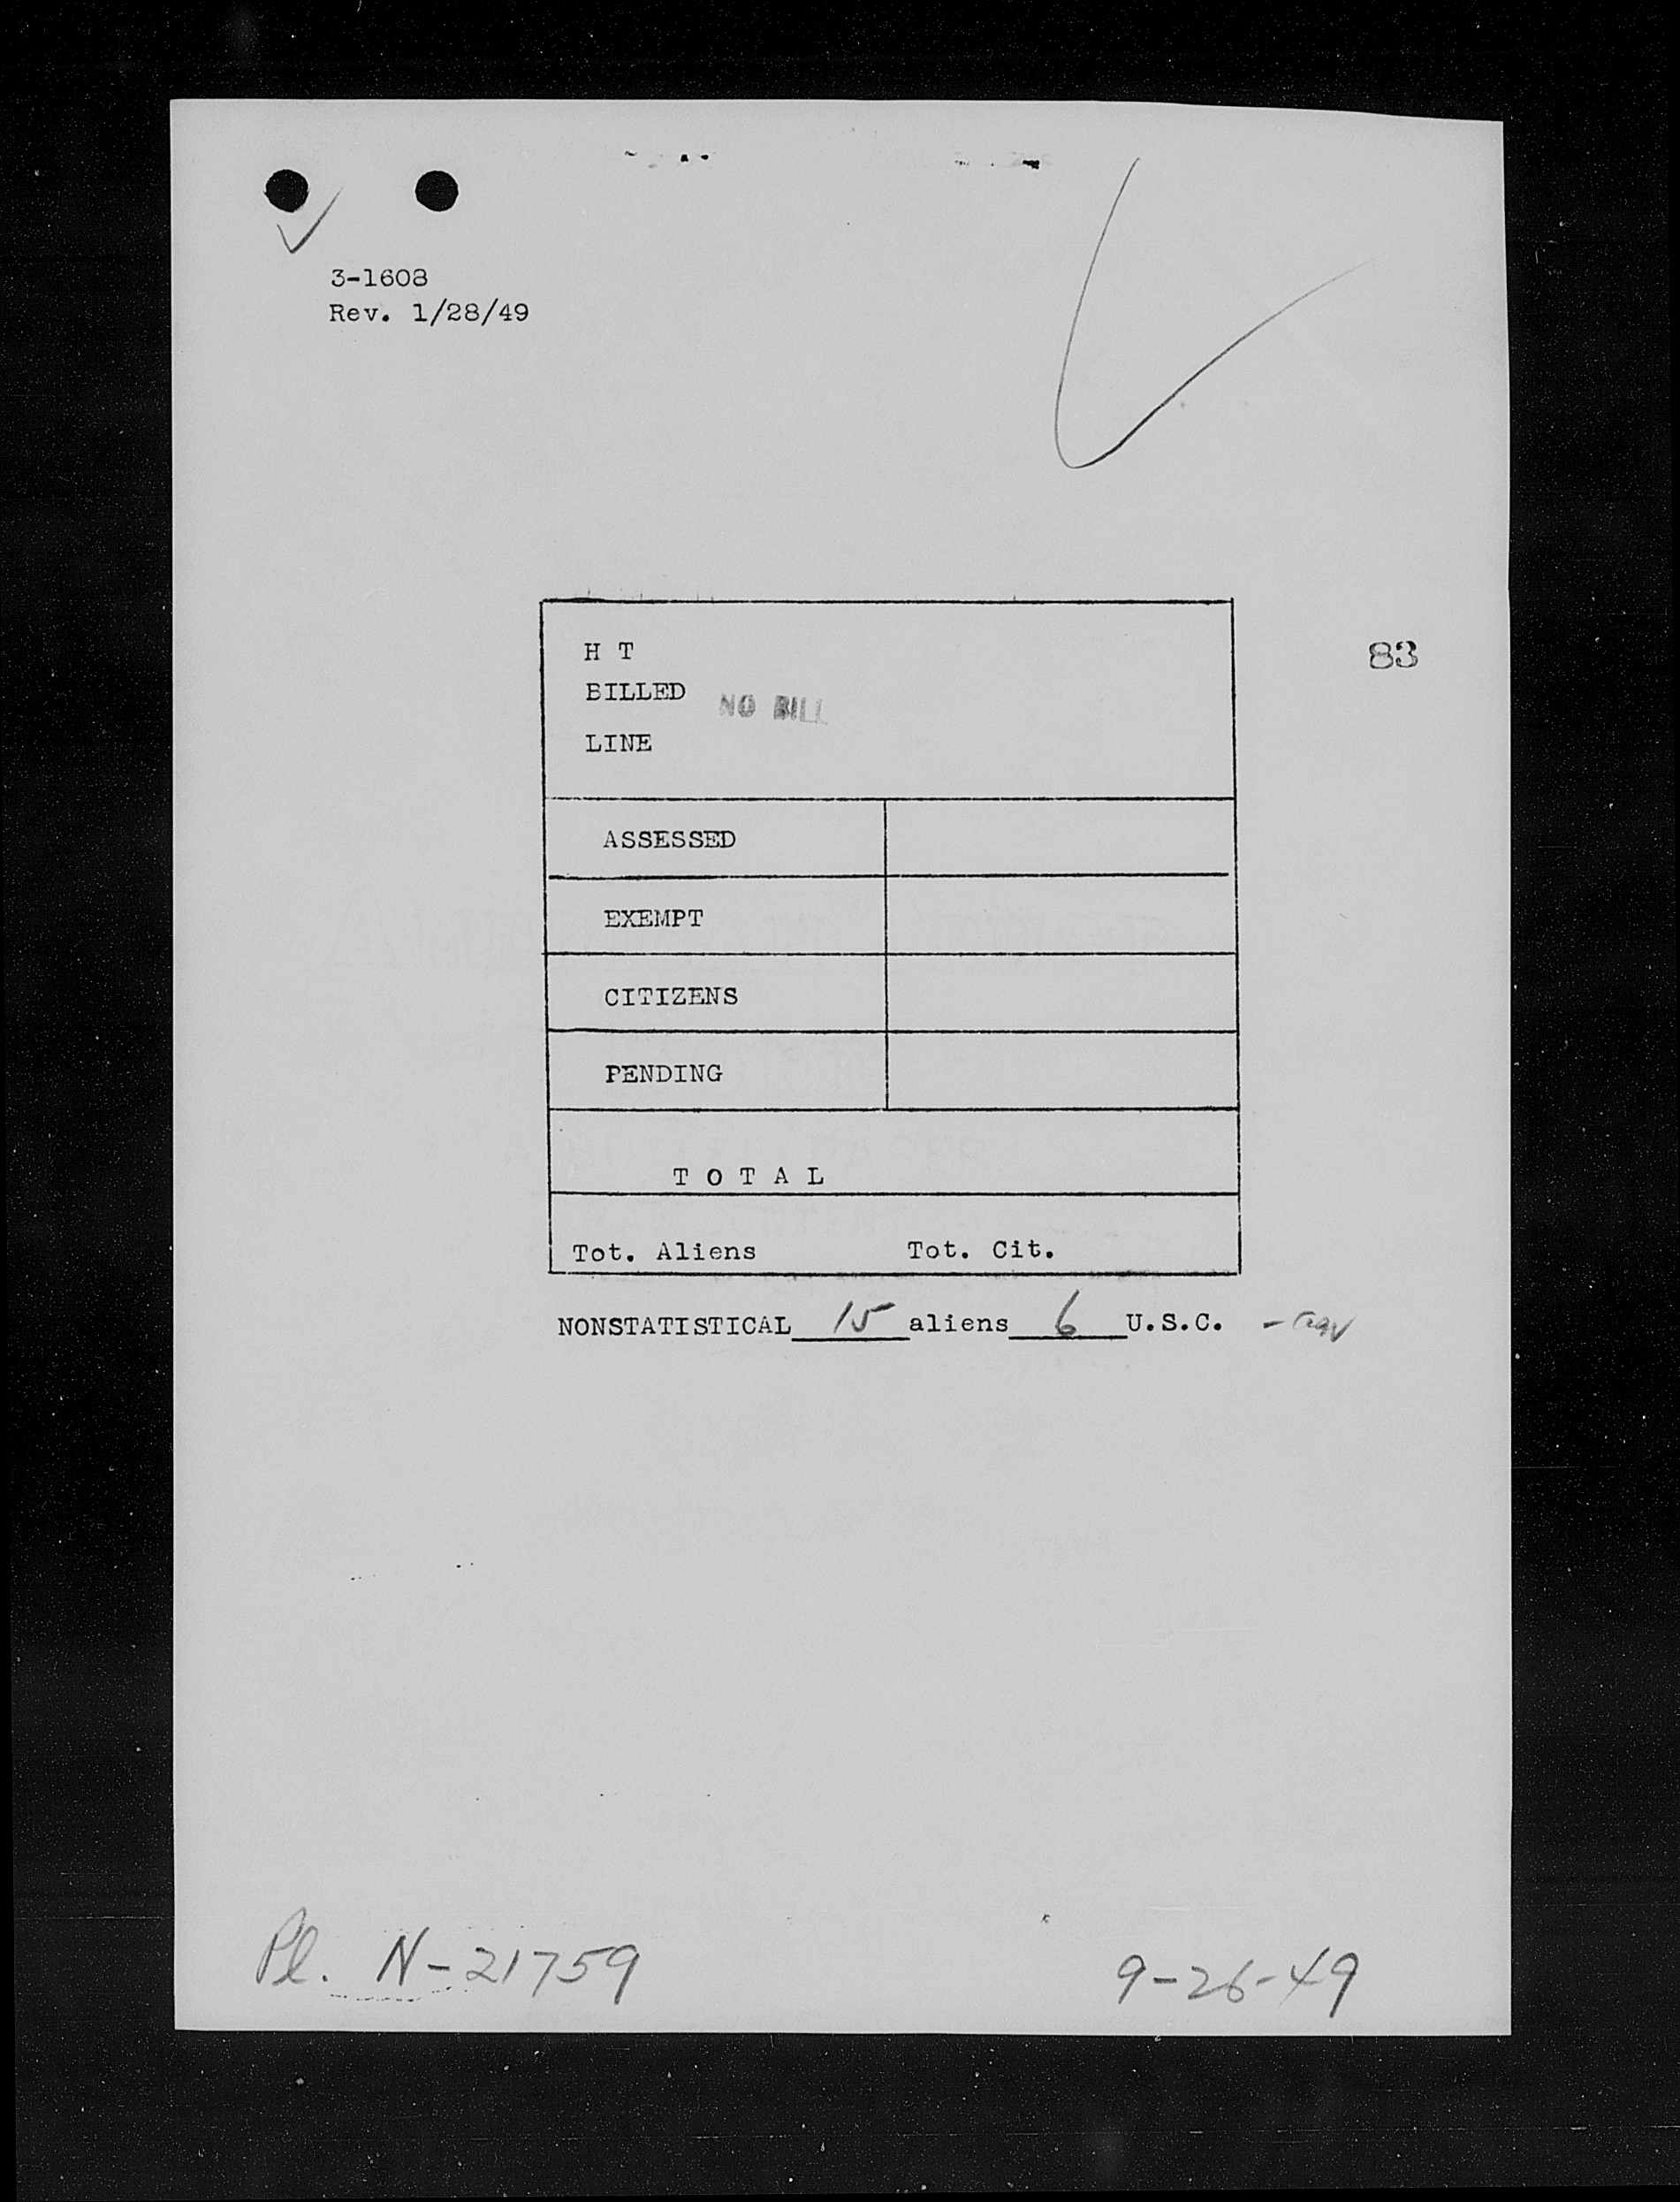 3-1608
Rev. 1/28/49
H T
83
BILLED NO BILL
LINE
ASSESSED
EXEMPT
CITIZENS
PENDING
T O T A L
Tot. Aliens Tot. Cit.
NONSTATISTICAL 15 aliens 6 U.S.C.
Pl. N-21759
9-26-49